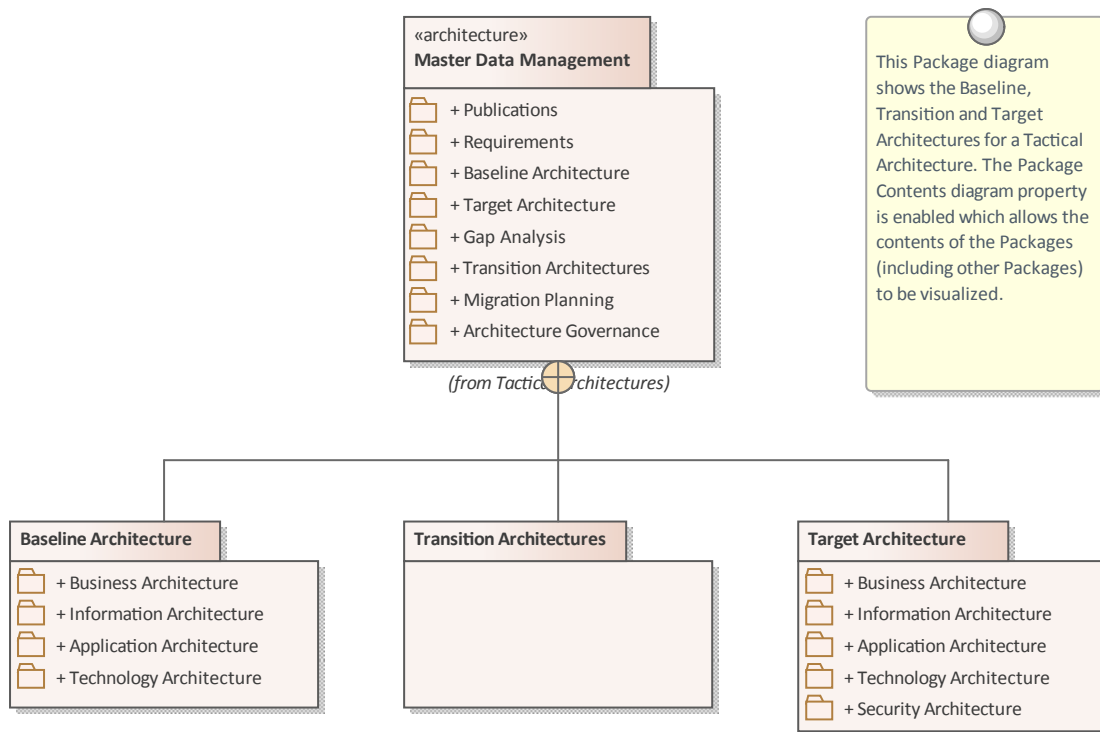 «architecture»
Master Data Management
+ Publications
+ Requirements
+ Baseline Architecture
+ Target Architecture
+ Gap Analysis
+ Transition Architectures
+ Migration Planning
+ Architecture Governance
(from Tactical Architectures)
This Package diagram
shows the Baseline,
Transition and Target
Architectures for a Tactical
Architecture. The Package
Contents diagram property
is enabled which allows the
contents of the Packages
(including other Packages)
to be visualized.
Baseline Architecture
+ Business Architecture
+ Information Architecture
+ Application Architecture
+ Technology Architecture
Transition Architectures
Target Architecture
+ Business Architecture
+ Information Architecture
+ Application Architecture
+ Technology Architecture
+ Security Architecture